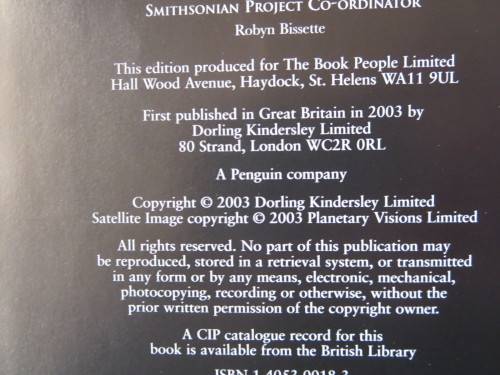 SMITHSONIAN PROJECT CO-ORDINATOR
Robyn Bissette
This edition produced for The Book People Limited
Hall Wood Avenue, Haydock, St. Helens WA11 9UL
First published in Great Britain in 2003 by
Dorling Kindersley Limited
80 Strand, London WC2R 0RL
A Penguin company
Copyright © 2003 Dorling Kindersley Limited
Satellite Image copyright © 2003 Planetary Visions Limited
All rights reserved. No part of this publication may
be reproduced, stored in a retrieval system, or transmitted
in any form or by any means, electronic, mechanical,
photocopying, recording or otherwise, without the
prior written permission of the copyright owner.
A CIP catalogue record for this
book is available from the British Library
ISBN 1 4053 0018 3